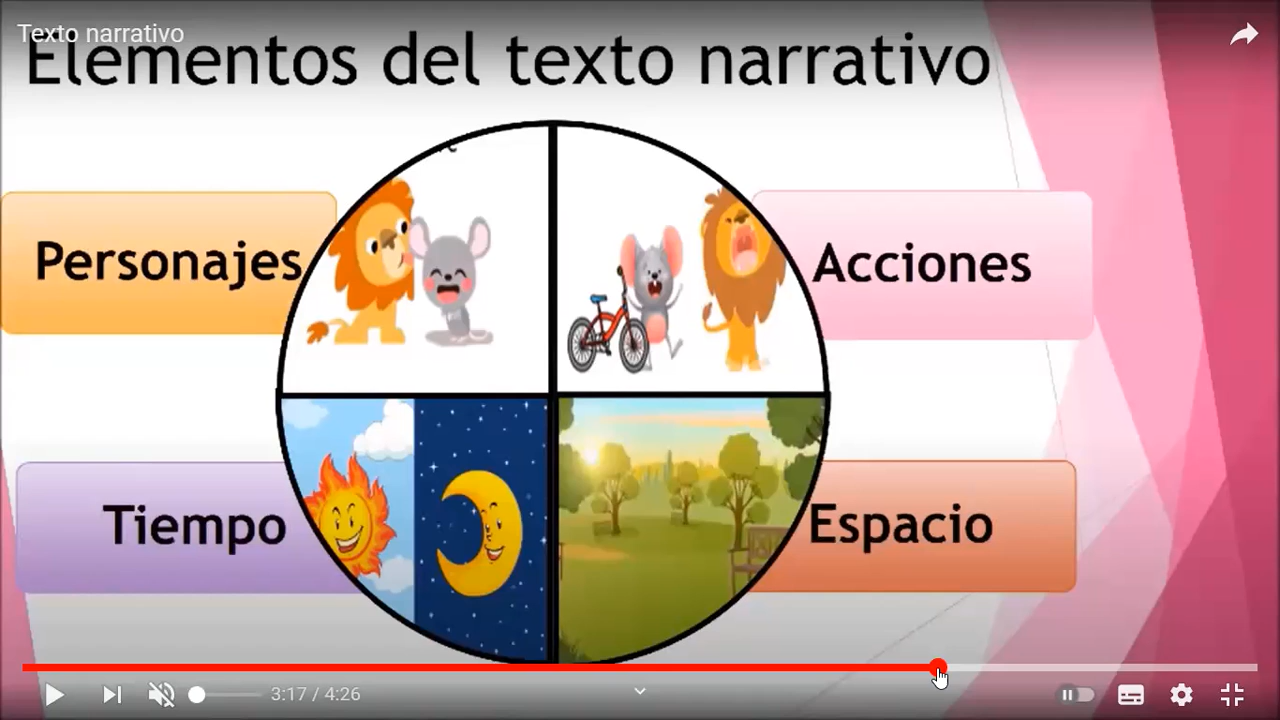 Texto narrativo
Elementos del texto narrativo
Personajes
Acciones
Tiempo
Espacio
3:17 / 4:26